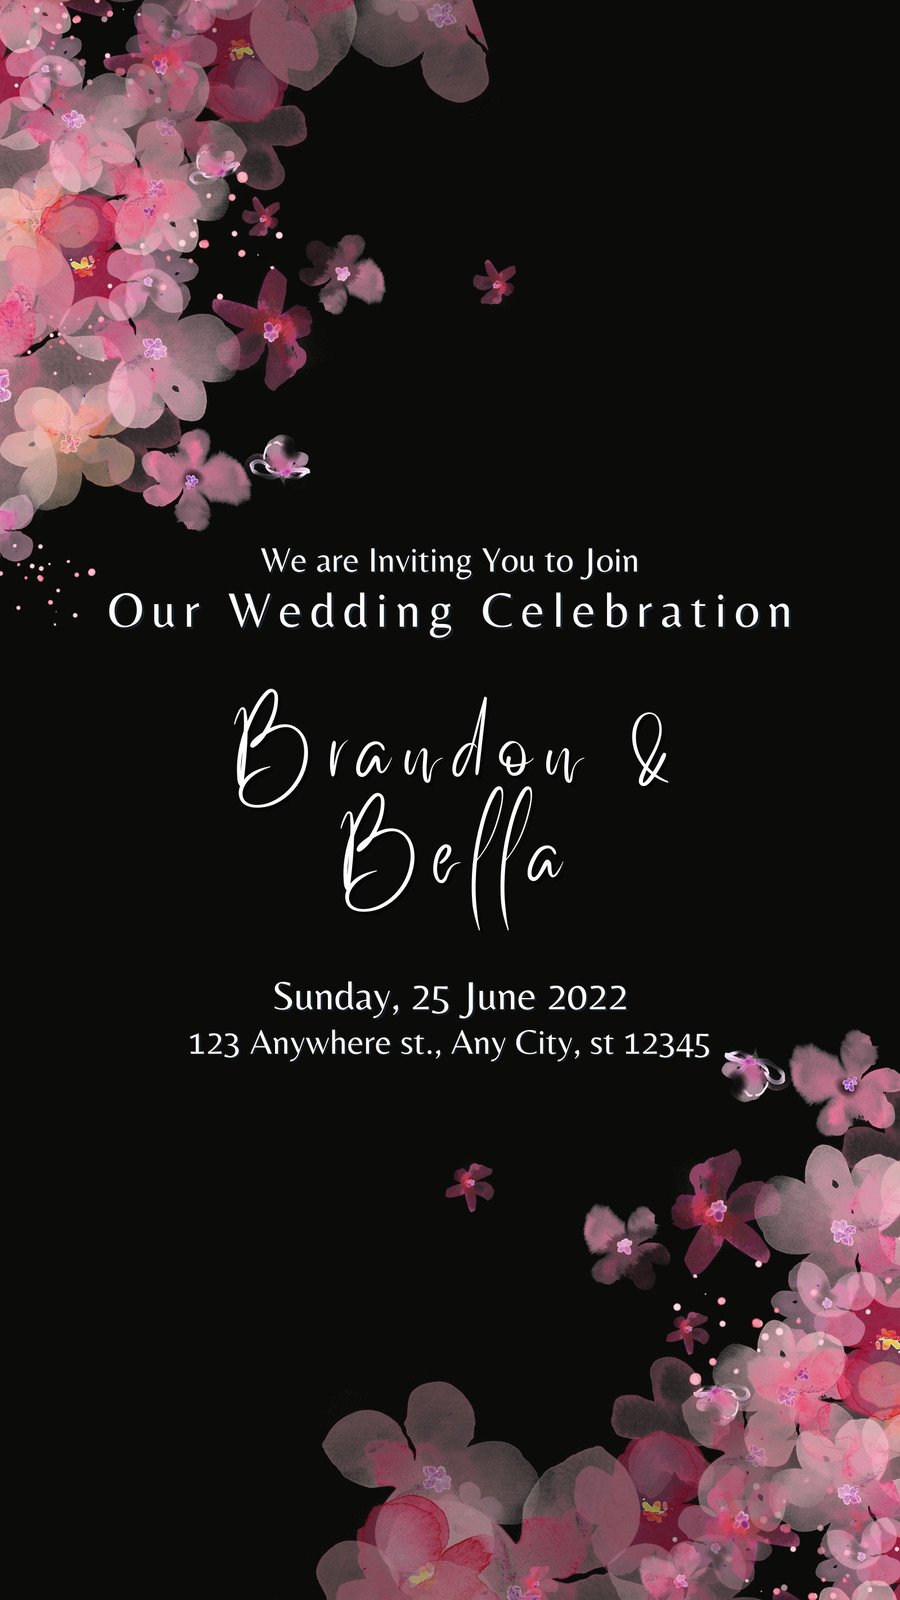 We are Inviting You to Join
Our Wedding Celebration
Brandon &
Bella
Sunday, 25 June 2022
123 Anywhere st., Any City, st 12345